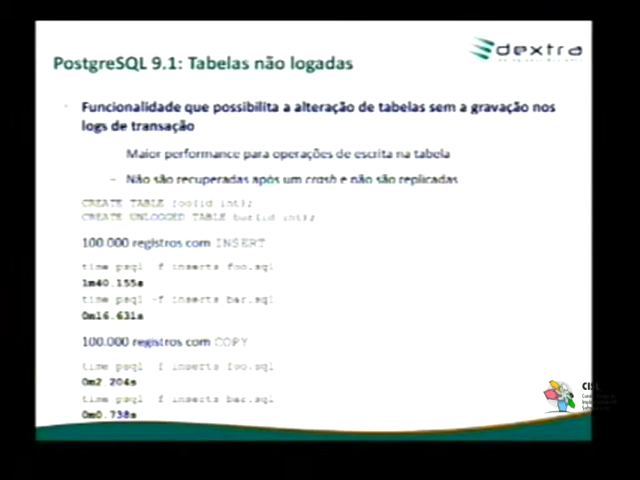 dextra
PostgreSQL 9.1: Tabelas não logadas
Funcionalidade que possibilita a alteração de tabelas sem a gravação nos
logs de transação
Maior performance para operações de escrita na tabela
– Não são recuperadas após um crash e não são replicadas
CREATE TABLE foo(id int);
CREATE UNLOGGED TABLE bar(id int);
100.000 registros com INSERT
time psql -f inserts foo.sql
1m40.155s
time psql -f inserts bar.sql
0m16.631s
100.000 registros com COPY
time psql f inserts foo.sql
0m2.204s
time psql f inserts bar.sql
0m0.738s
CISL